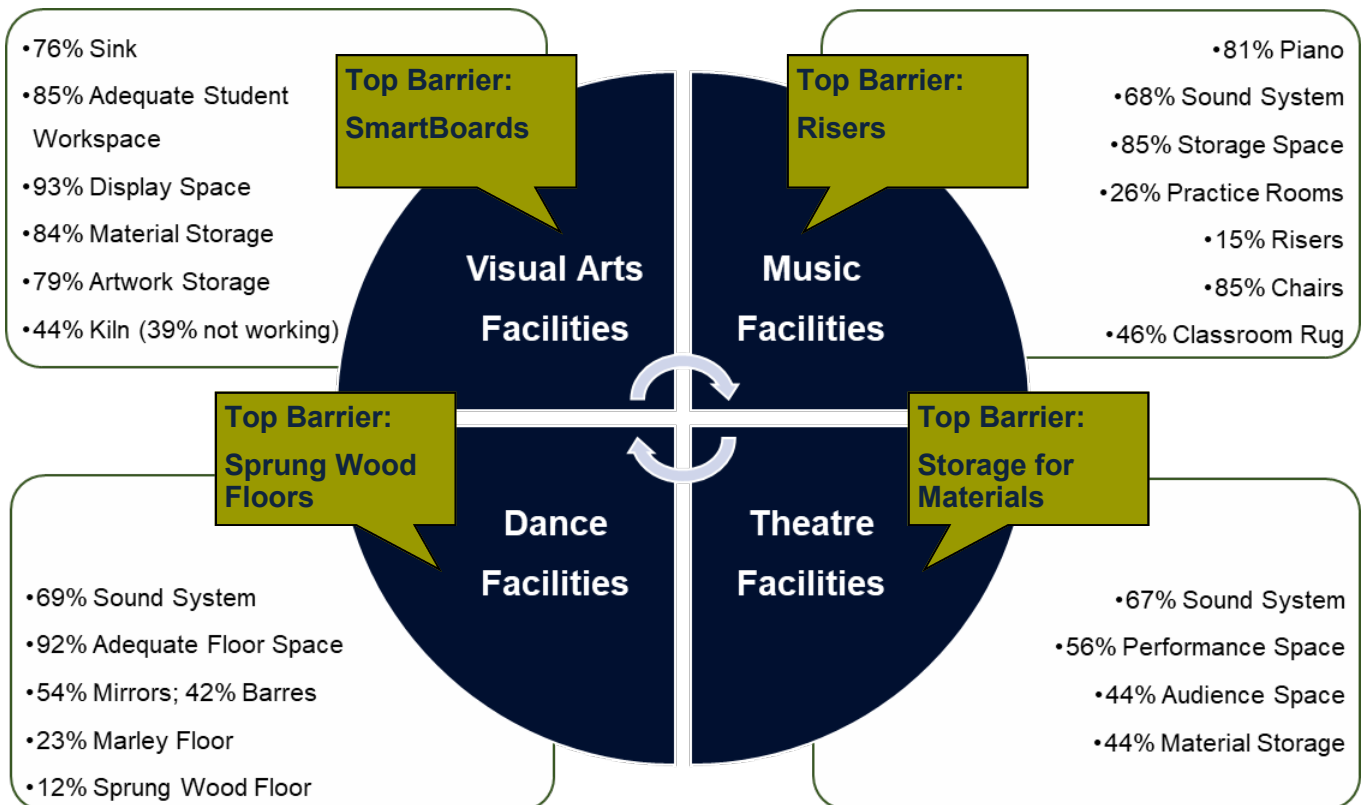 •76% Sink
•85% Adequate Student
Workspace
•93% Display Space
•84% Material Storage
•79% Artwork Storage
•44% Kiln (39% not working)
Top Barrier:
SmartBoards
Visual Arts
Facilities
Top Barrier:
Risers
Music
Facilities
•81% Piano
•68% Sound System
•85% Storage Space
•26% Practice Rooms
•15% Risers
•85% Chairs
•46% Classroom Rug
Top Barrier:
Sprung Wood
Floors
Dance
Facilities
•69% Sound System
•92% Adequate Floor Space
•54% Mirrors; 42% Barres
•23% Marley Floor
•12% Sprung Wood Floor
Top Barrier:
Storage for
Materials
Theatre
Facilities
•67% Sound System
•56% Performance Space
•44% Audience Space
•44% Material Storage